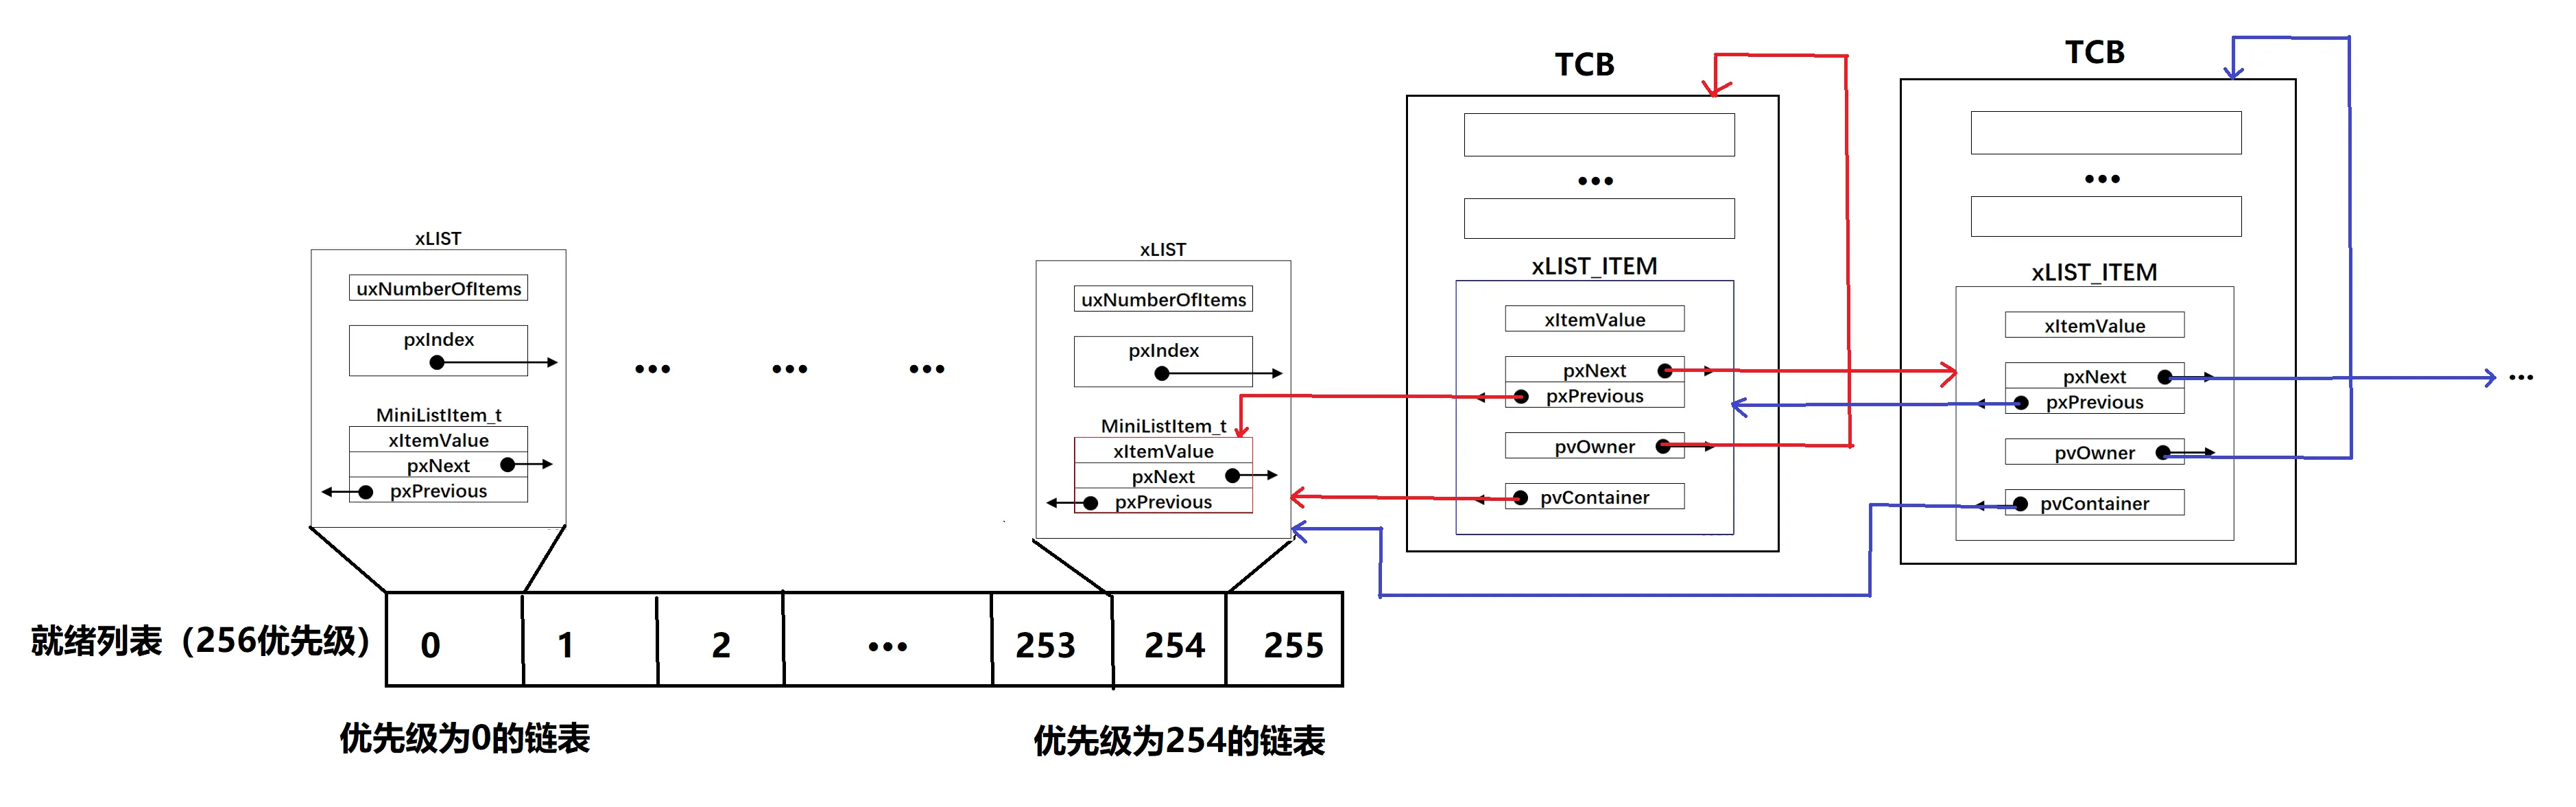 xLIST
uxNumberOfItems
pxIndex
MiniListItem_t
xItemValue
pxNext
pxPrevious
••• ••• •••
xLIST
uxNumberOfItems
pxIndex
MiniListItem_t
xItemValue
pxNext
pxPrevious
TCB
•••
xLIST_ITEM
xItemValue
pxNext
pxPrevious
pvOwner
pvContainer
TCB
•••
xLIST_ITEM
xItemValue
pxNext
pxPrevious
pvOwner
pvContainer
•••
就绪列表（256优先级） 0 1 2 ••• 253 254 255
优先级为0的链表
优先级为254的链表